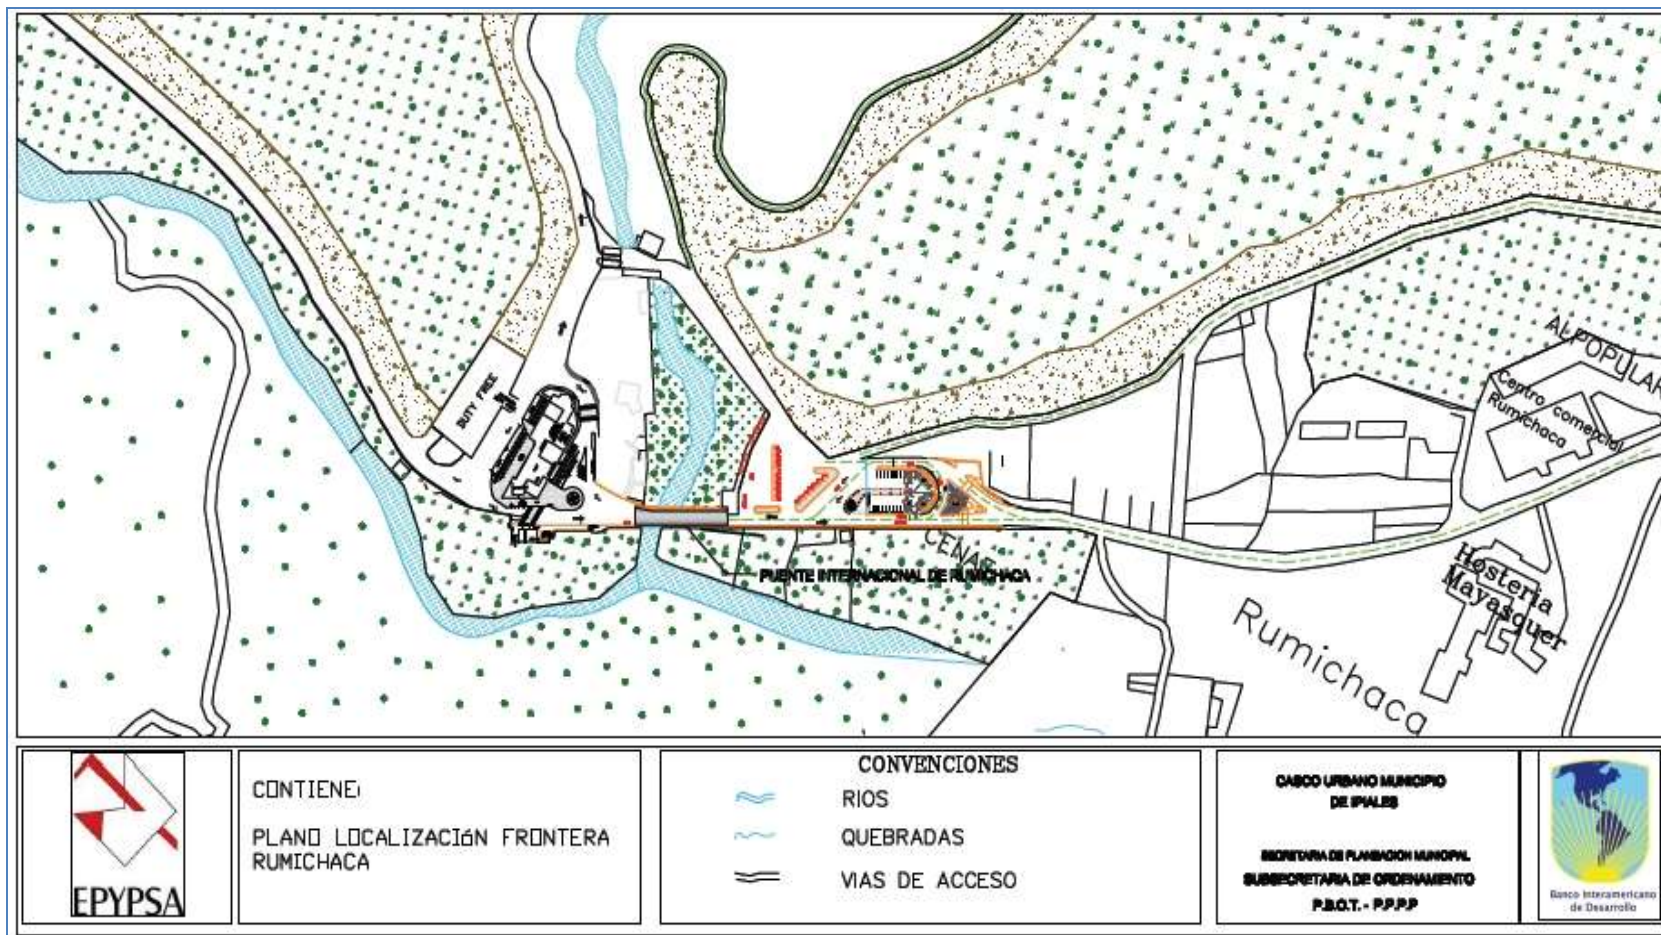 DUTY FREE
ALPOPULAR
Centro comercial
Rumichaca
CENAF
PUENTE INTERNACIONAL DE RUMICHACA
Hosteria
Mayasquer
Rumichaca
EPYPSA
CONTIENE:
PLANO LOCALIZACIóN FRONTERA
RUMICHACA
CONVENCIONES
RIOS
QUEBRADAS
VIAS DE ACCESO
CASCO URBANO MUNICIPIO
DE IPIALES
SECRETARIA DE PLANEACION MUNICIPAL
SUBSECRETARIA DE ORDENAMIENTO
P.B.O.T. - P.P.P.P
Banco Interamericano
de Desarrollo